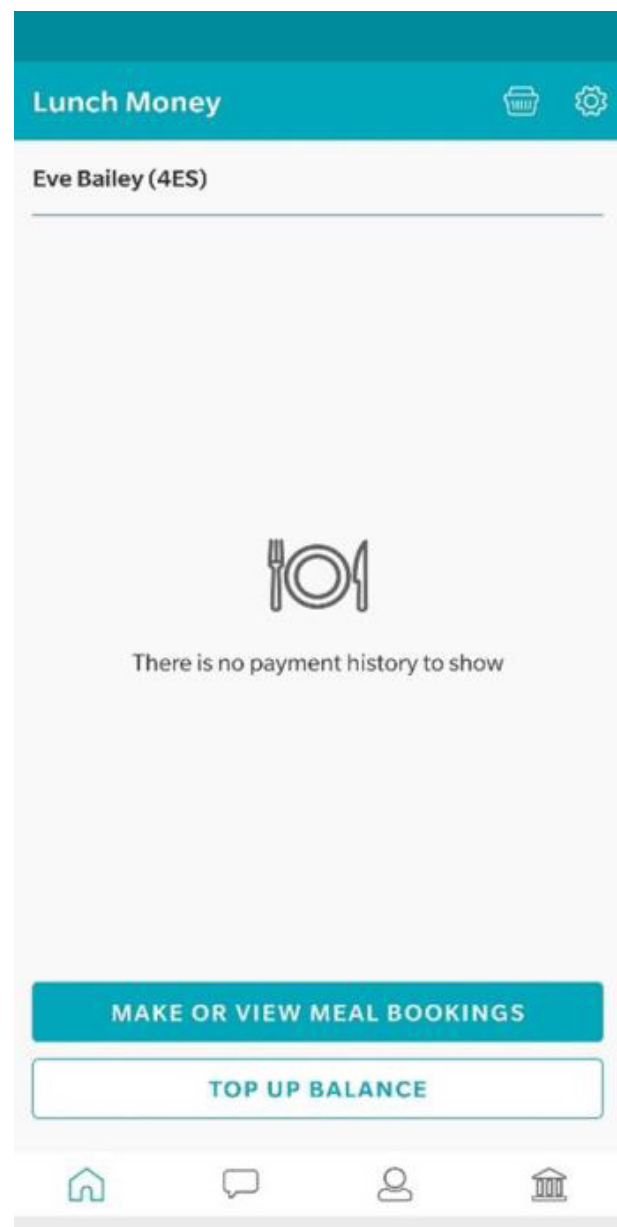 Lunch Money
Eve Bailey (4ES)
There is no payment history to show
MAKE OR VIEW MEAL BOOKINGS
TOP UP BALANCE